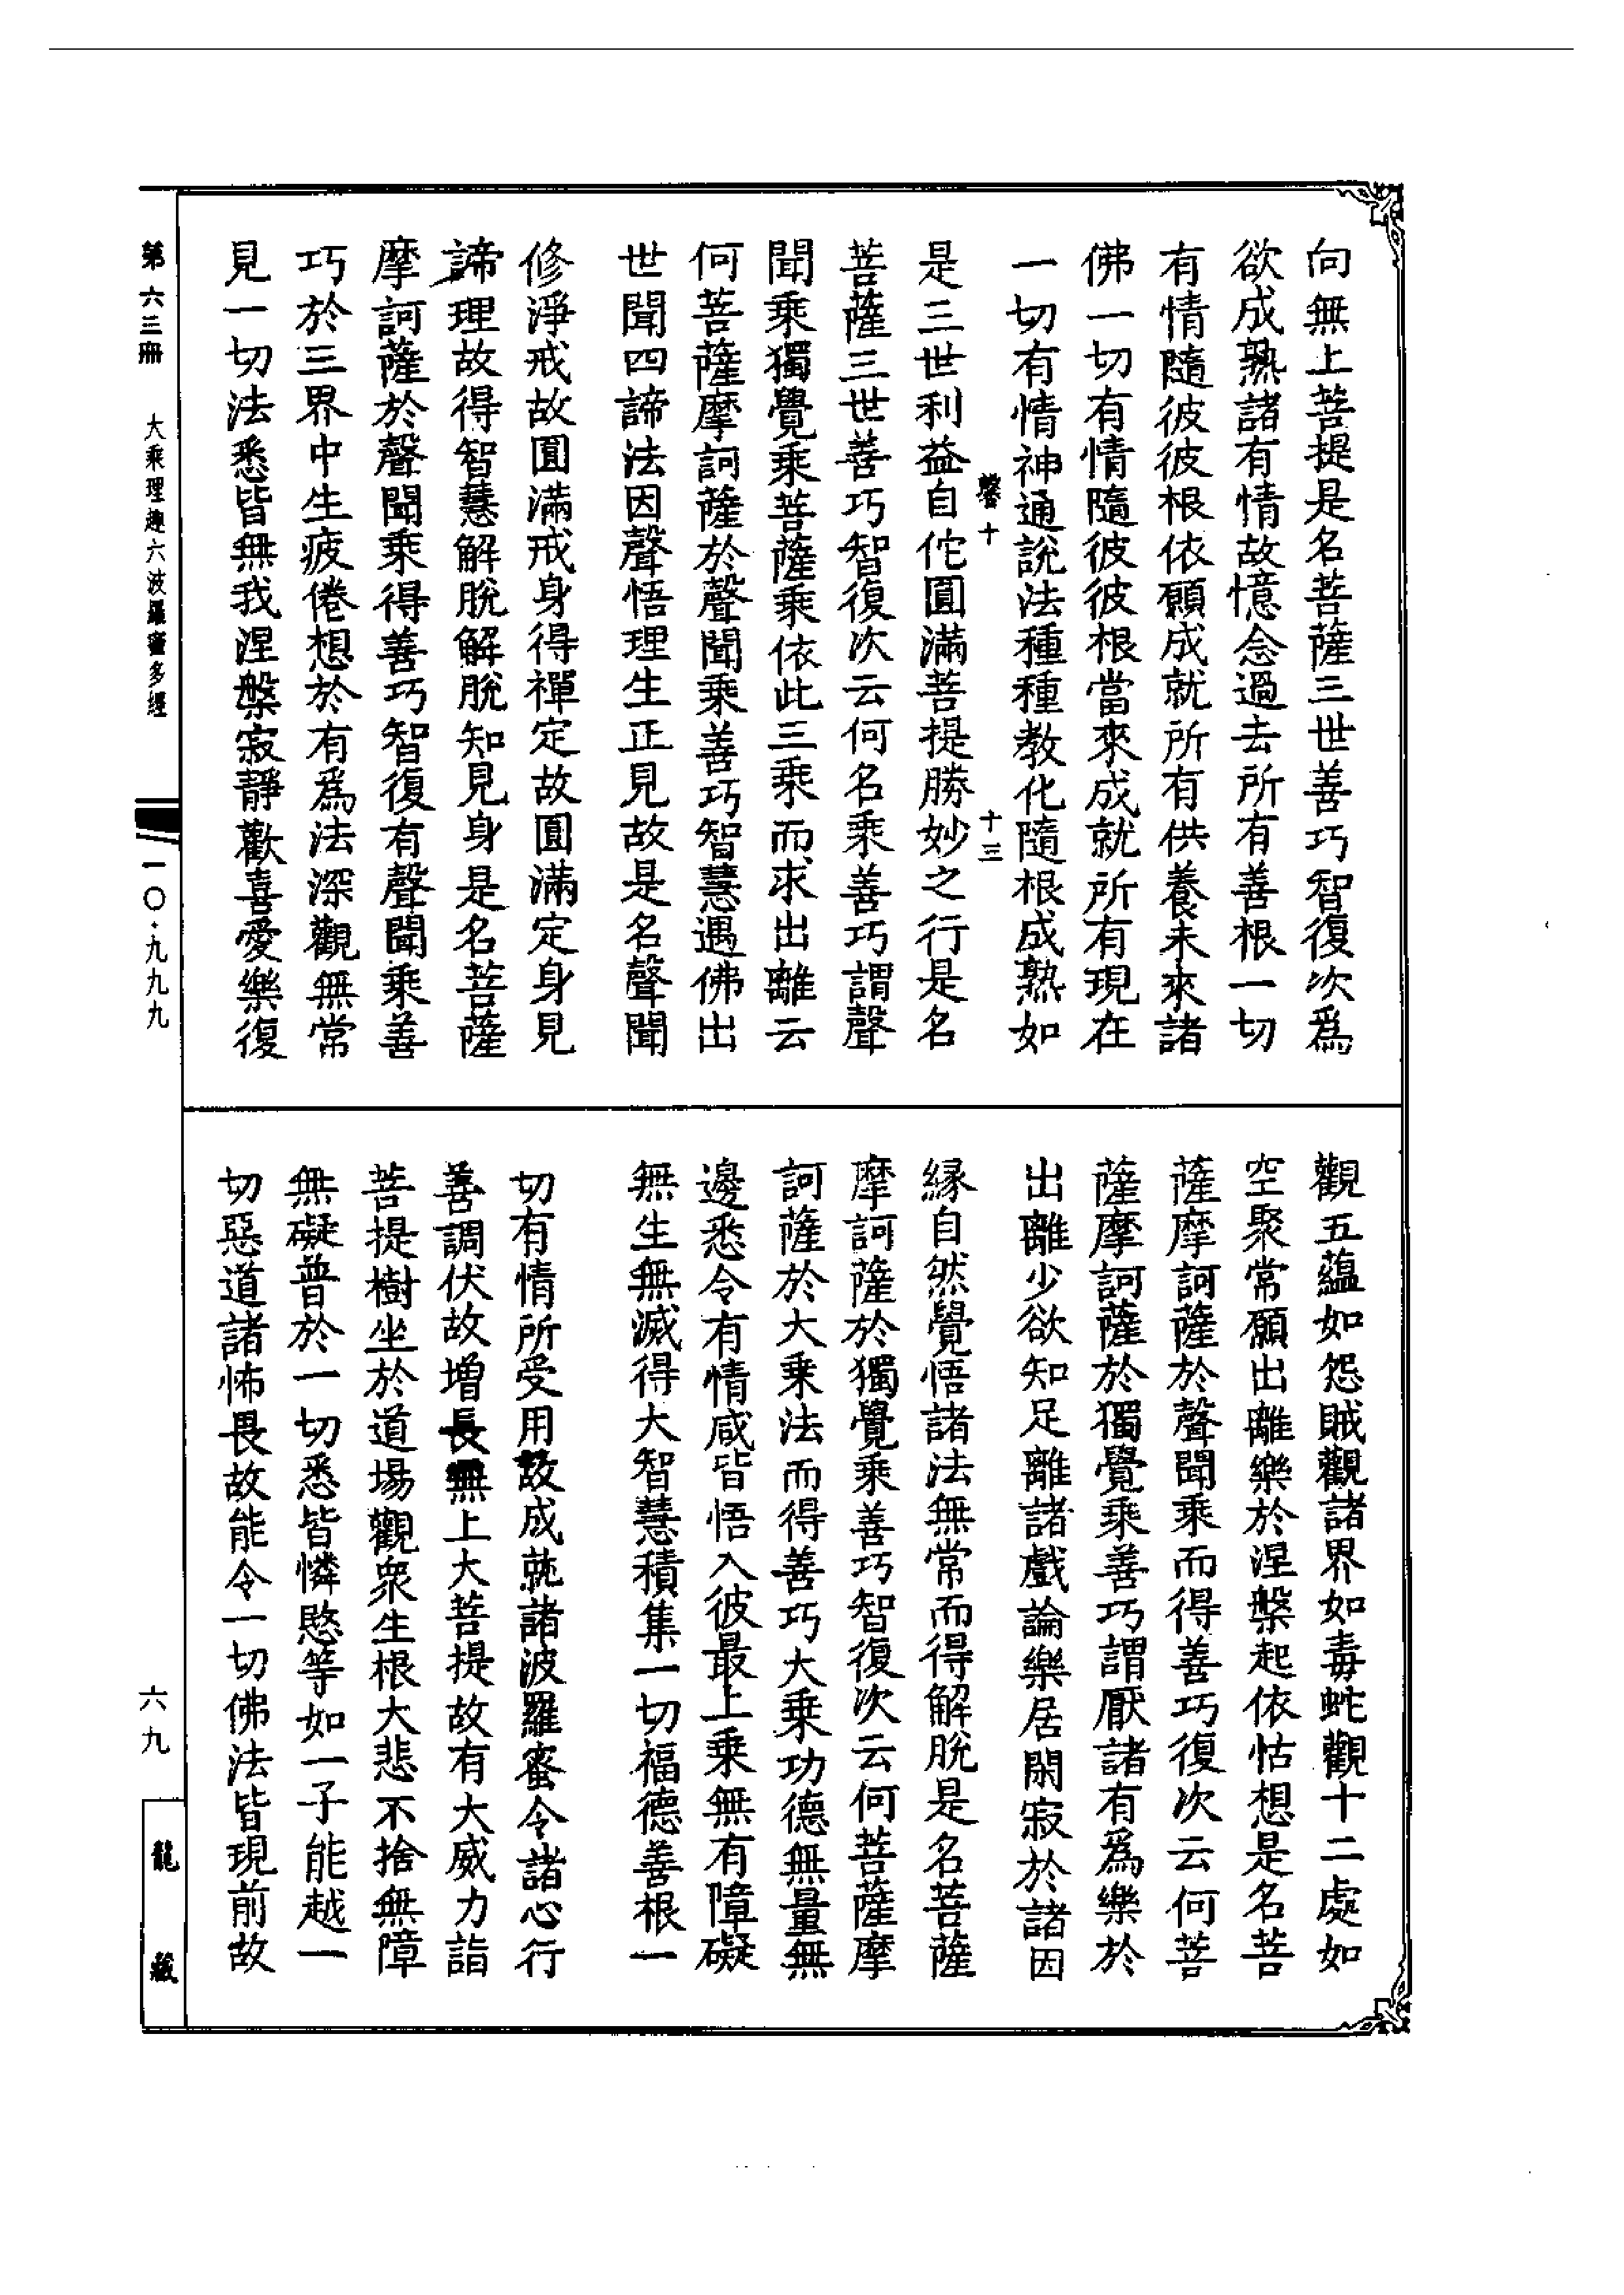 向無上菩提是名菩薩三世善巧智復次爲
欲成熟諸有情故憶念過去所有善根一切
有情隨彼彼根依願成就所有供養未來諸
佛一切有情隨彼彼根當來成就所有現在
一切有情神通說法種種教化隨根成熟如
磬十 十三
是三世利益自佗圓滿菩提勝妙之行是名
菩薩三世善巧智復次云何名乘善巧謂聲
聞乘獨覺乘菩薩乘依此三乘而求出離云
何菩薩摩訶薩於聲聞乘善巧智慧遇佛出
世聞四諦法因聲悟理生正見故是名聲聞
修淨戒故圓滿戒身得禪定故圓滿定身見
諦理故得智慧解脫解脫知見身是名菩薩
摩訶薩於聲聞乘得善巧智復有聲聞乘善
巧於三界中生疲倦想於有爲法深觀無常
見一切法悉皆無我涅槃寂靜歡喜愛樂復
觀五蘊如怨賊觀諸界如毒蛇觀十二處如
空聚常願出離樂於涅槃起依怙想是名菩
薩摩訶薩於聲聞乘而得善巧復次云何菩
薩摩訶薩於獨覺乘善巧謂厭諸有爲樂於
出離少欲知足離諸戲論樂居閑寂於諸因
緣自然覺悟諸法無常而得解脫是名菩薩
摩訶薩於獨覺乘善巧智復次云何菩薩摩
訶薩於大乘法而得善巧大乘功德無量無
邊悉令有情咸皆悟入彼最上乘無有障礙
無生無滅得大智慧積集一切福德善根一
切有情所受用故成就諸波羅蜜令諸心行
善調伏故增長無上大菩提故有大威力詣
菩提樹坐於道場觀衆生根大悲不捨無障
無礙普於一切悉皆憐愍等如一子能越一
切惡道諸怖畏故能令一切佛法皆現前故
第六三冊 大乘理趣六波羅蜜多經
一〇·九九九
六九
龍藏